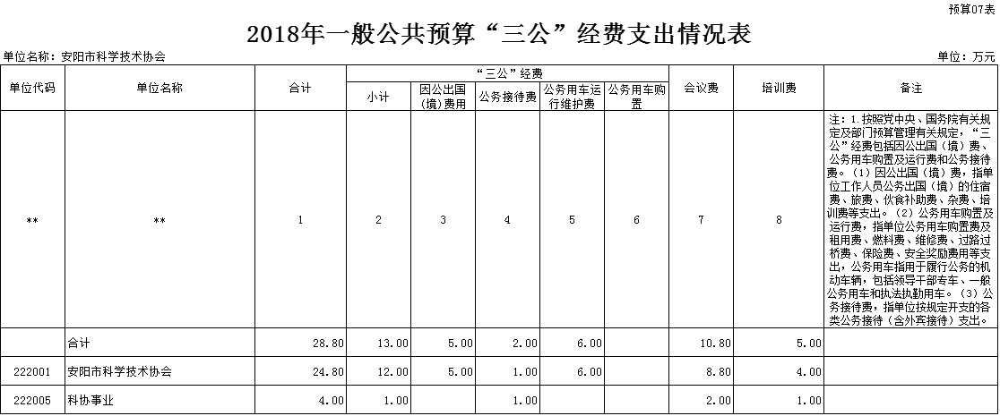 预算07表
2018年一般公共预算“三公”经费支出情况表
单位名称：安阳市科学技术协会 单位：万元
单位代码 单位名称 合计 “三公”经费 会议费 培训费 备注
小计 因公出国(境)费用 公务接待费 公务用车运行维护费 公务用车购置
** ** 1 2 3 4 5 6 7 8
注：1.按照党中央、国务院有关规
定及部门预算管理有关规定，“三
公”经费包括因公出国（境）费、
公务用车购置及运行费和公务接待
费。（1）因公出国（境）费，指单
位工作人员公务出国（境）的住宿
费、旅费、伙食补助费、杂费、培
训费等支出。（2）公务用车购置及
运行费，指单位公务用车购置费及
租用费、燃料费、维修费、过路过
桥费、保险费、安全奖励费用等支
出，公务用车指用于履行公务的机
动车辆，包括领导干部专车、一般
公务用车和执法执勤用车。（3）公
务接待费，指单位按规定开支的各
类公务接待（含外宾接待）支出。
合计 28.80 13.00 5.00 2.00 6.00 10.80 5.00
222001 安阳市科学技术协会 24.80 12.00 5.00 1.00 6.00 8.80 4.00
222005 科协事业 4.00 1.00 1.00 2.00 1.00